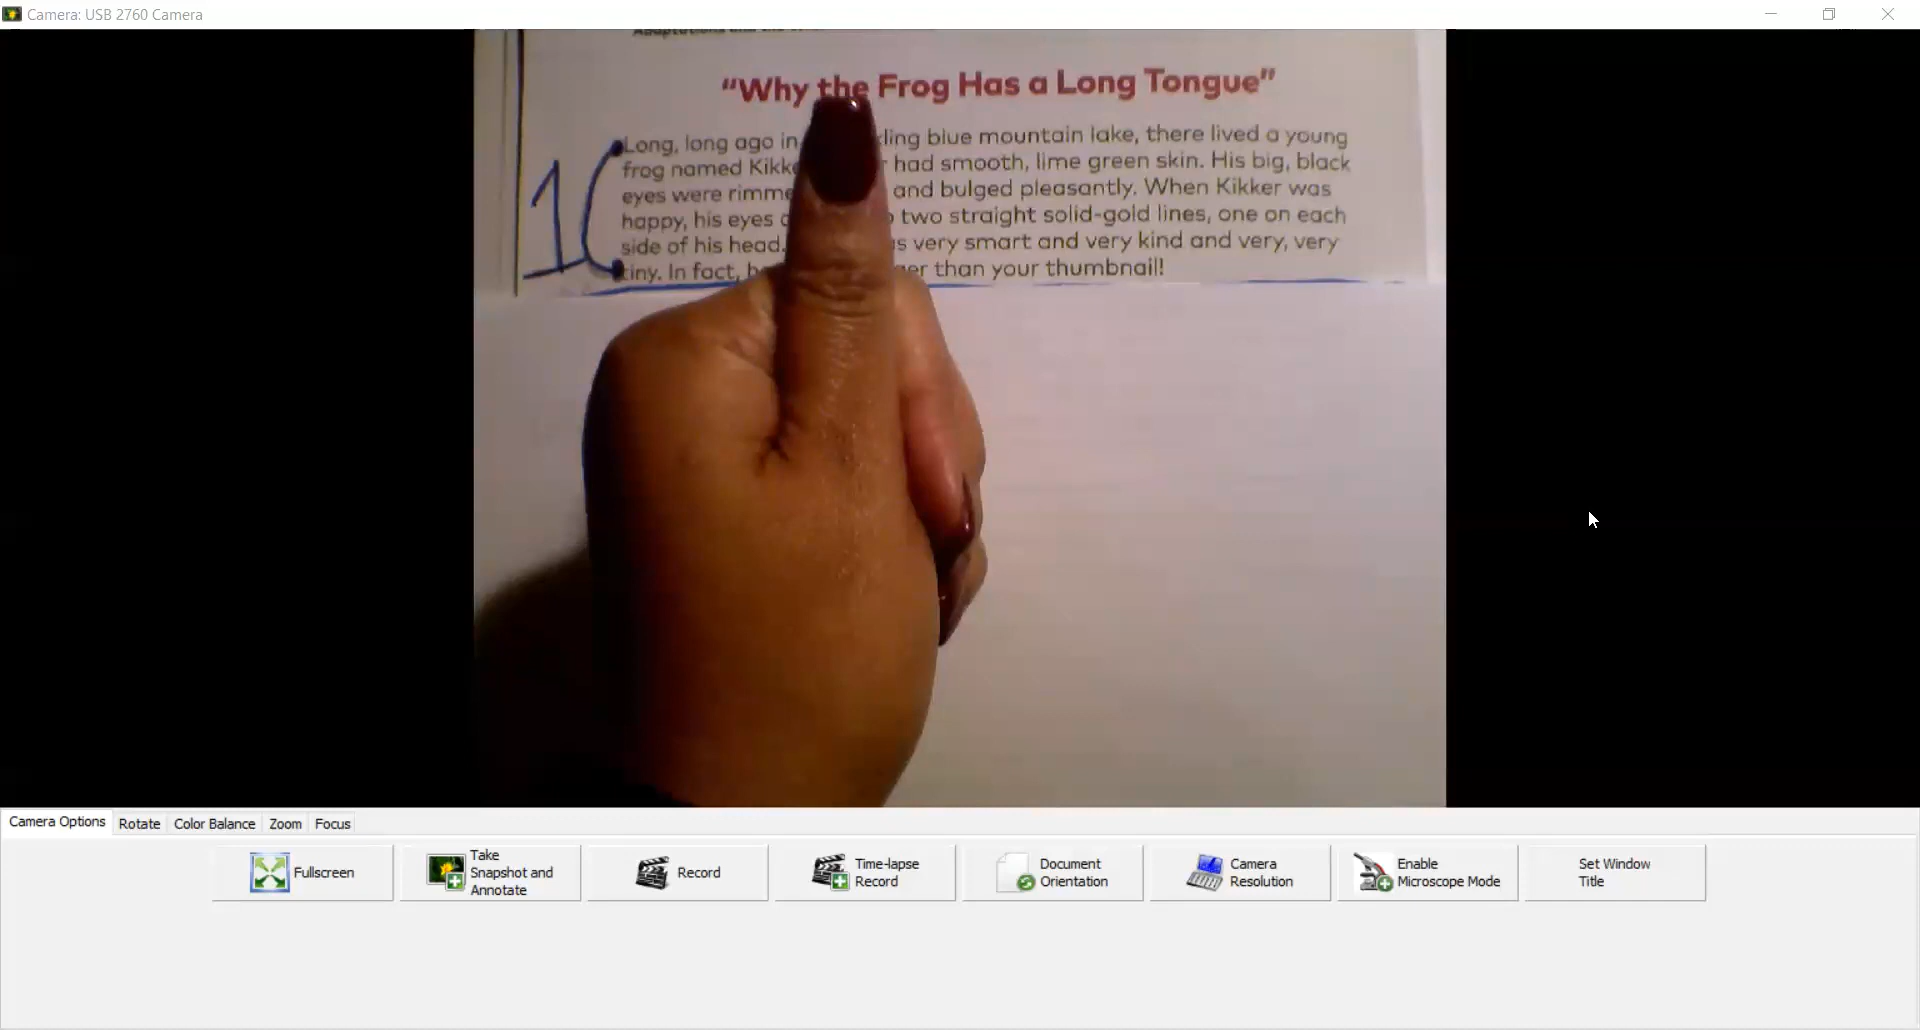 Camera: USB 2760 Camera
"Why the Frog Has a Long Tongue"
Long, long ago in ling blue mountain lake, there lived a young
frog named Kikke had smooth, lime green skin. His big, black
eyes were rimme and bulged pleasantly. When Kikker was
happy, his eyes two straight solid-gold lines, one on each
side of his head. s very smart and very kind and very, very
tiny. In fact, er than your thumbnail!
1
Camera Options
Rotate
Color Balance
Zoom
Focus
Fullscreen
Take
Snapshot and
Annotate
Record
Time-lapse
Record
Document
Orientation
Camera
Resolution
Enable
Microscope Mode
Set Window
Title